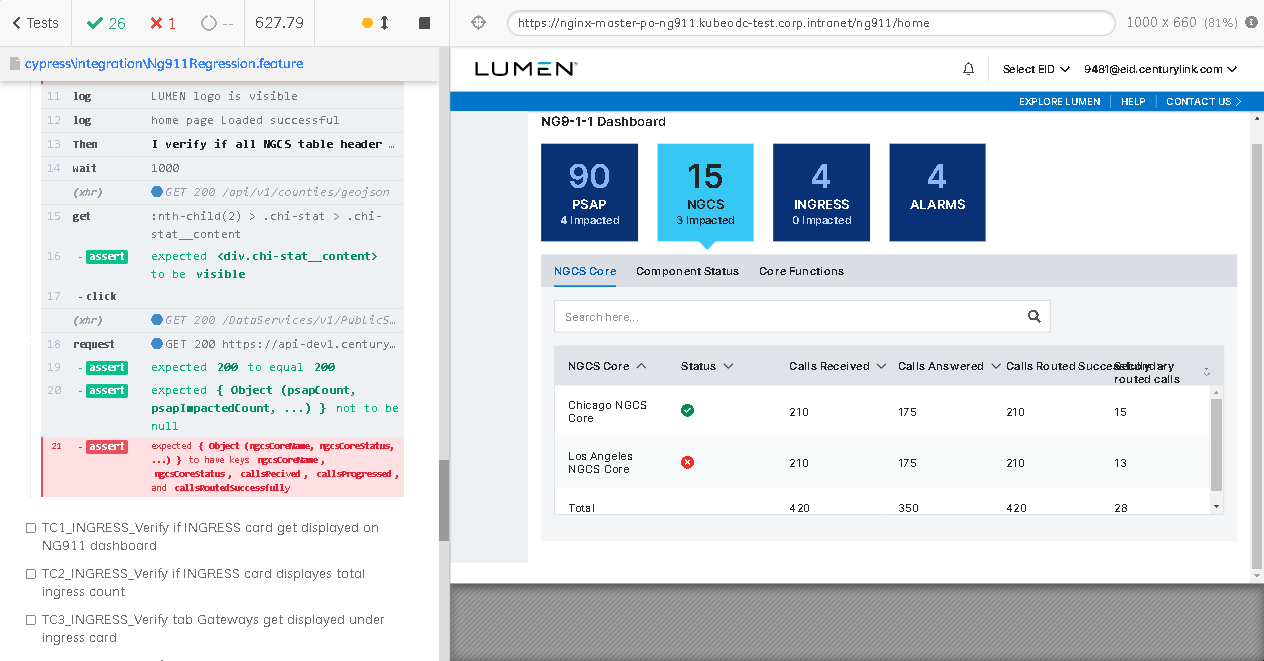 Tests
26
1
--
627.79
cypress\integration\Ng911Regression.feature
11 log LUMEN logo is visible
12 log home page Loaded successful
13 Then I verify if all NGCS table header …
14 wait 1000
(xhr) GET 200 /api/v1/counties/geojson
15 get :nth-child(2) > .chi-stat > .chi-
stat__content
16 -assert expected <div.chi-stat__content>
to be visible
17 -click
(xhr) GET 200 /DataServices/v1/PublicS…
18 request GET 200 https://api-dev1.century…
19 -assert expected 200 to equal 200
20 -assert expected { Object (psapCount,
psapImpactedCount, ...) } not to be
null
21 -assert expected { Object (ngcsCoreName, ngcsCoreStatus,
...) } to have keys ngcsCoreName,
ngcsCoreStatus, callsRecived, callsProgressed,
and callsRoutedSuccessfully
TC1_INGRESS_Verify if INGRESS card get displayed on
NG911 dashboard
TC2_INGRESS_Verify if INGRESS card displayes total
ingress count
TC3_INGRESS_Verify tab Gateways get displayed under
ingress card
https://nginx-master-po-ng911.kubeodc-test.corp.intranet/ng911/home
1000 x 660 (81%)
LUMEN®
Select EID
9481@eid.centurylink.com
EXPLORE LUMEN
HELP
CONTACT US
NG9-1-1 Dashboard
90
PSAP
4 Impacted
15
NGCS
3 Impacted
4
INGRESS
0 Impacted
4
ALARMS
NGCS Core Component Status Core Functions
Search here...
NGCS Core Status Calls Received Calls Answered Calls Routed Successfully Secondary
routed calls
Chicago NGCS
Core
210 175 210 15
Los Angeles
NGCS Core
210 175 210 13
Total 420 350 420 28